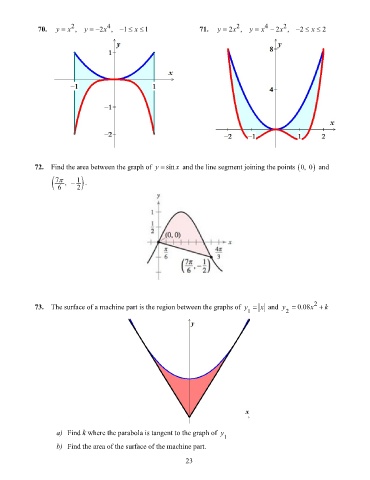 70. y = x², y = −2x⁴, −1 ≤ x ≤ 1
71. y = 2x², y = x⁴ − 2x², −2 ≤ x ≤ 2
y
1
x
−1
1
−1
−2
y
8
4
x
−2
−1
1
2
72. Find the area between the graph of y = sin x and the line segment joining the points (0, 0) and
(7π/6, −1/2).
y
1
1/2
(0, 0)
x
π/6
4π/3
(7π/6, −1/2)
73. The surface of a machine part is the region between the graphs of y₁ = |x| and y₂ = 0.08x² + k
y
x
a) Find k where the parabola is tangent to the graph of y₁
b) Find the area of the surface of the machine part.
23